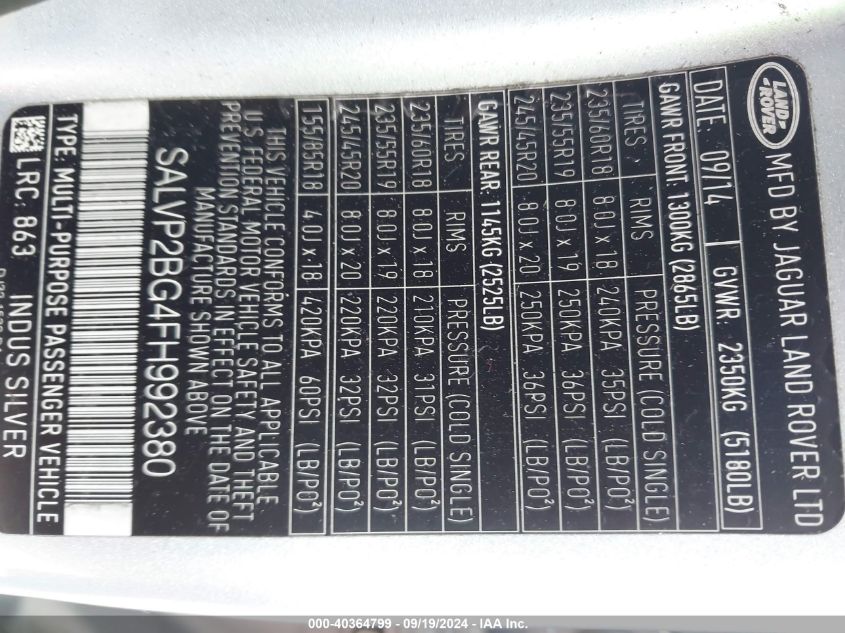 LAND
ROVER
MFD BY JAGUAR LAND ROVER LTD
DATE: 09/14 GVWR: 2350KG (5180LB)
GAWR FRONT: 1300KG (2865LB)
TIRES RIMS PRESSURE (COLD SINGLE)
235/60R18 8.0J x 18 240KPA 35PSI (LB/PO²)
235/55R19 8.0J x 19 250KPA 36PSI (LB/PO²)
245/45R20 8.0J x 20 250KPA 36PSI (LB/PO²)
GAWR REAR: 1145KG (2525LB)
TIRES RIMS PRESSURE (COLD SINGLE)
235/60R18 8.0J x 18 210KPA 31PSI (LB/PO²)
235/55R19 8.0J x 19 220KPA 32PSI (LB/PO²)
245/45R20 8.0J x 20 220KPA 32PSI (LB/PO²)
155/85R18 4.0J x 18 420KPA 60PSI (LB/PO²)
THIS VEHICLE CONFORMS TO ALL APPLICABLE
U.S. FEDERAL MOTOR VEHICLE SAFETY AND THEFT
PREVENTION STANDARDS IN EFFECT ON THE DATE OF
MANUFACTURE SHOWN ABOVE
SALVP2BG4FH992380
TYPE: MULTI-PURPOSE PASSENGER VEHICLE
LRC. 863 INDUS SILVER
000-40364799 - 09/19/2024 - IAA Inc.